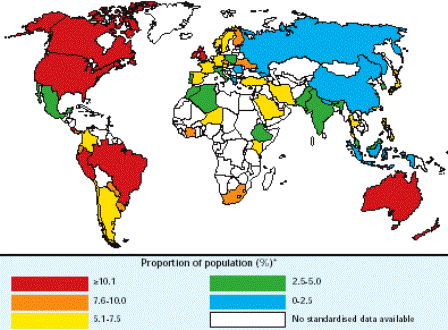 Proportion of population (%)*
≥10.1
7.6-10.0
5.1-7.5
2.5-5.0
0-2.5
No standardised data available